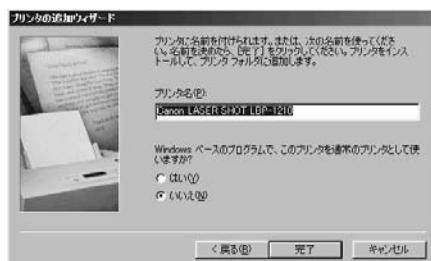 プリンタの追加ウィザード
プリンタに名前を付けられます。または、次の名前を使ってくださ
い。名前を決めたら、[完了] をクリックしてください。プリンタをインス
トールして、プリンタ フォルダに追加します。
プリンタ名(P):
Canon LASER SHOT LBP-1210
Windows ベースのプログラムで、このプリンタを通常のプリンタとして使
いますか?
はい(Y)
いいえ(N)
< 戻る(B)
完了
キャンセル